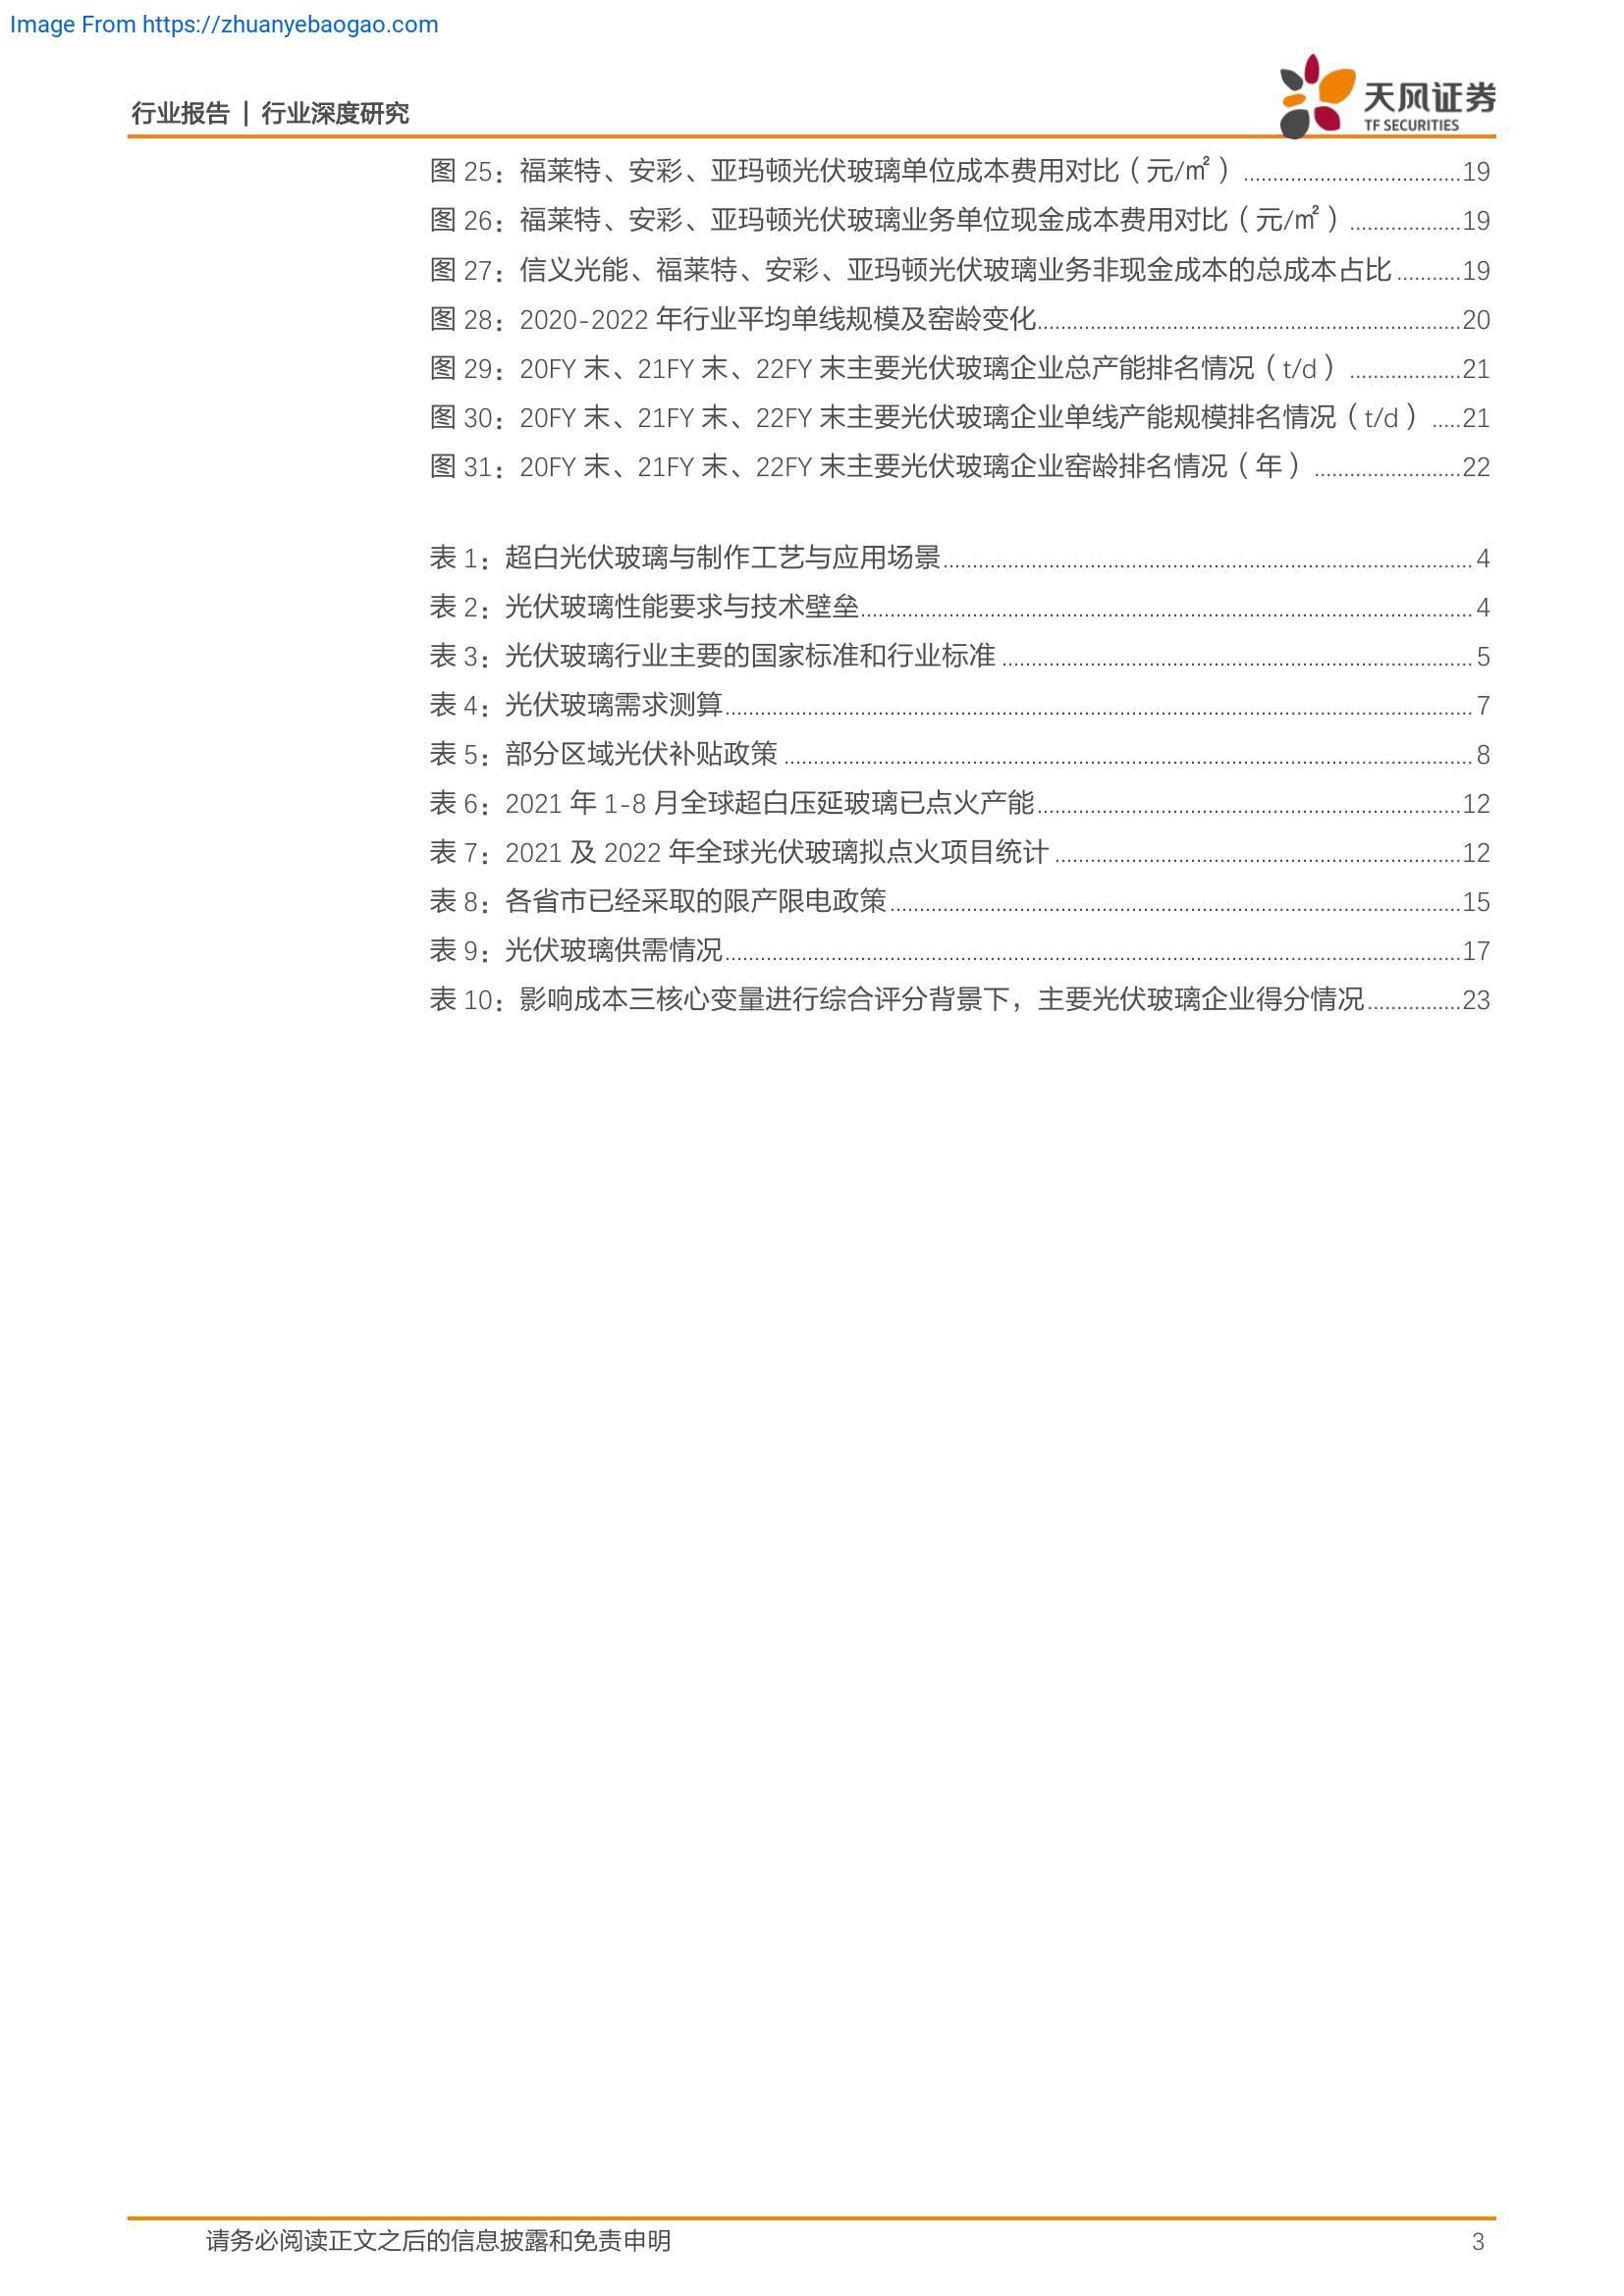 Image From https://zhuanyebaogao.com
行业报告 | 行业深度研究
天风证券
TF SECURITIES
图 25：福莱特、安彩、亚玛顿光伏玻璃单位成本费用对比（元/㎡）....................................19
图 26：福莱特、安彩、亚玛顿光伏玻璃业务单位现金成本费用对比（元/㎡）...................19
图 27：信义光能、福莱特、安彩、亚玛顿光伏玻璃业务非现金成本的总成本占比...........19
图 28：2020-2022 年行业平均单线规模及窑龄变化........................................................................20
图 29：20FY 末、21FY 末、22FY 末主要光伏玻璃企业总产能排名情况（t/d）...................21
图 30：20FY 末、21FY 末、22FY 末主要光伏玻璃企业单线产能规模排名情况（t/d）.....21
图 31：20FY 末、21FY 末、22FY 末主要光伏玻璃企业窑龄排名情况（年）.........................22
表 1：超白光伏玻璃与制作工艺与应用场景..........................................................................................4
表 2：光伏玻璃性能要求与技术壁垒........................................................................................................4
表 3：光伏玻璃行业主要的国家标准和行业标准................................................................................5
表 4：光伏玻璃需求测算...............................................................................................................................7
表 5：部分区域光伏补贴政策.....................................................................................................................8
表 6：2021 年 1-8 月全球超白压延玻璃已点火产能........................................................................12
表 7：2021 及 2022 年全球光伏玻璃拟点火项目统计.....................................................................12
表 8：各省市已经采取的限产限电政策.................................................................................................15
表 9：光伏玻璃供需情况.............................................................................................................................17
表 10：影响成本三核心变量进行综合评分背景下，主要光伏玻璃企业得分情况................23
请务必阅读正文之后的信息披露和免责申明
3